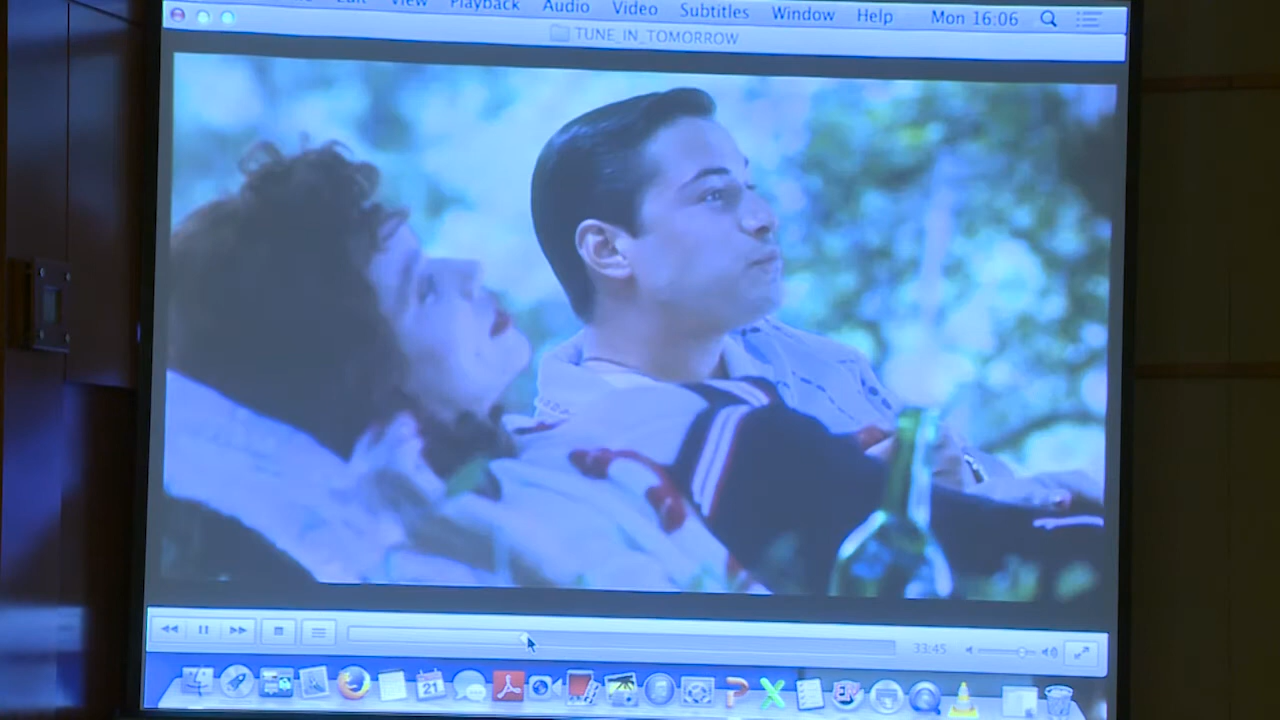 View Playback Audio Video Subtitles Window Help Mon 16:06
TUNE_IN_TOMORROW
33:45
21